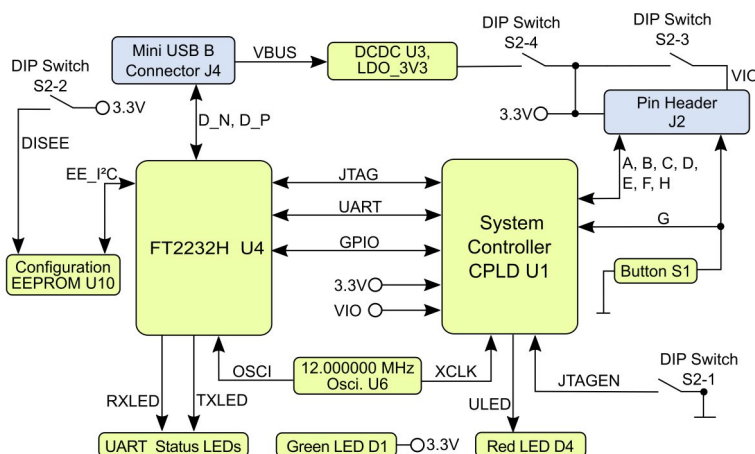 DIP Switch
S2-2
3.3V
DISEE
Mini USB B
Connector J4
VBUS
DCDC U3,
LDO_3V3
DIP Switch
S2-4
DIP Switch
S2-3
VIO
3.3V
Pin Header
J2
D_N, D_P
EE_I²C
Configuration
EEPROM U10
FT2232H U4
JTAG
UART
GPIO
3.3V
VIO
System
Controller
CPLD U1
A, B, C, D,
E, F, H
G
Button S1
OSCI
12.000000 MHz
Osci. U6
XCLK
JTAGEN
DIP Switch
S2-1
RXLED
TXLED
ULED
UART Status LEDs
Green LED D1
3.3V
Red LED D4